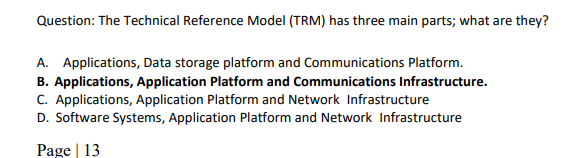 Question: The Technical Reference Model (TRM) has three main parts; what are they?
A. Applications, Data storage platform and Communications Platform.
B. Applications, Application Platform and Communications Infrastructure.
C. Applications, Application Platform and Network Infrastructure
D. Software Systems, Application Platform and Network Infrastructure
Page | 13